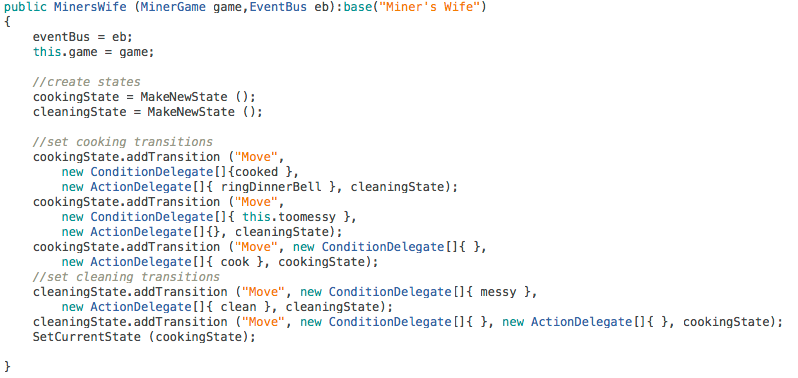 public MinersWife (MinerGame game,EventBus eb):base("Miner's Wife")
{
    eventBus = eb;
    this.game = game;

    //create states
    cookingState = MakeNewState ();
    cleaningState = MakeNewState ();

    //set cooking transitions
    cookingState.addTransition ("Move",
        new ConditionDelegate[]{cooked },
        new ActionDelegate[]{ ringDinnerBell }, cleaningState);
    cookingState.addTransition ("Move",
        new ConditionDelegate[]{ this.toomessy },
        new ActionDelegate[]{}, cleaningState);
    cookingState.addTransition ("Move", new ConditionDelegate[]{ },
        new ActionDelegate[]{ cook }, cookingState);
    //set cleaning transitions
    cleaningState.addTransition ("Move", new ConditionDelegate[]{ messy },
        new ActionDelegate[]{ clean }, cleaningState);
    cleaningState.addTransition ("Move", new ConditionDelegate[]{ }, new ActionDelegate[]{ }, cookingState);
    SetCurrentState (cookingState);

}